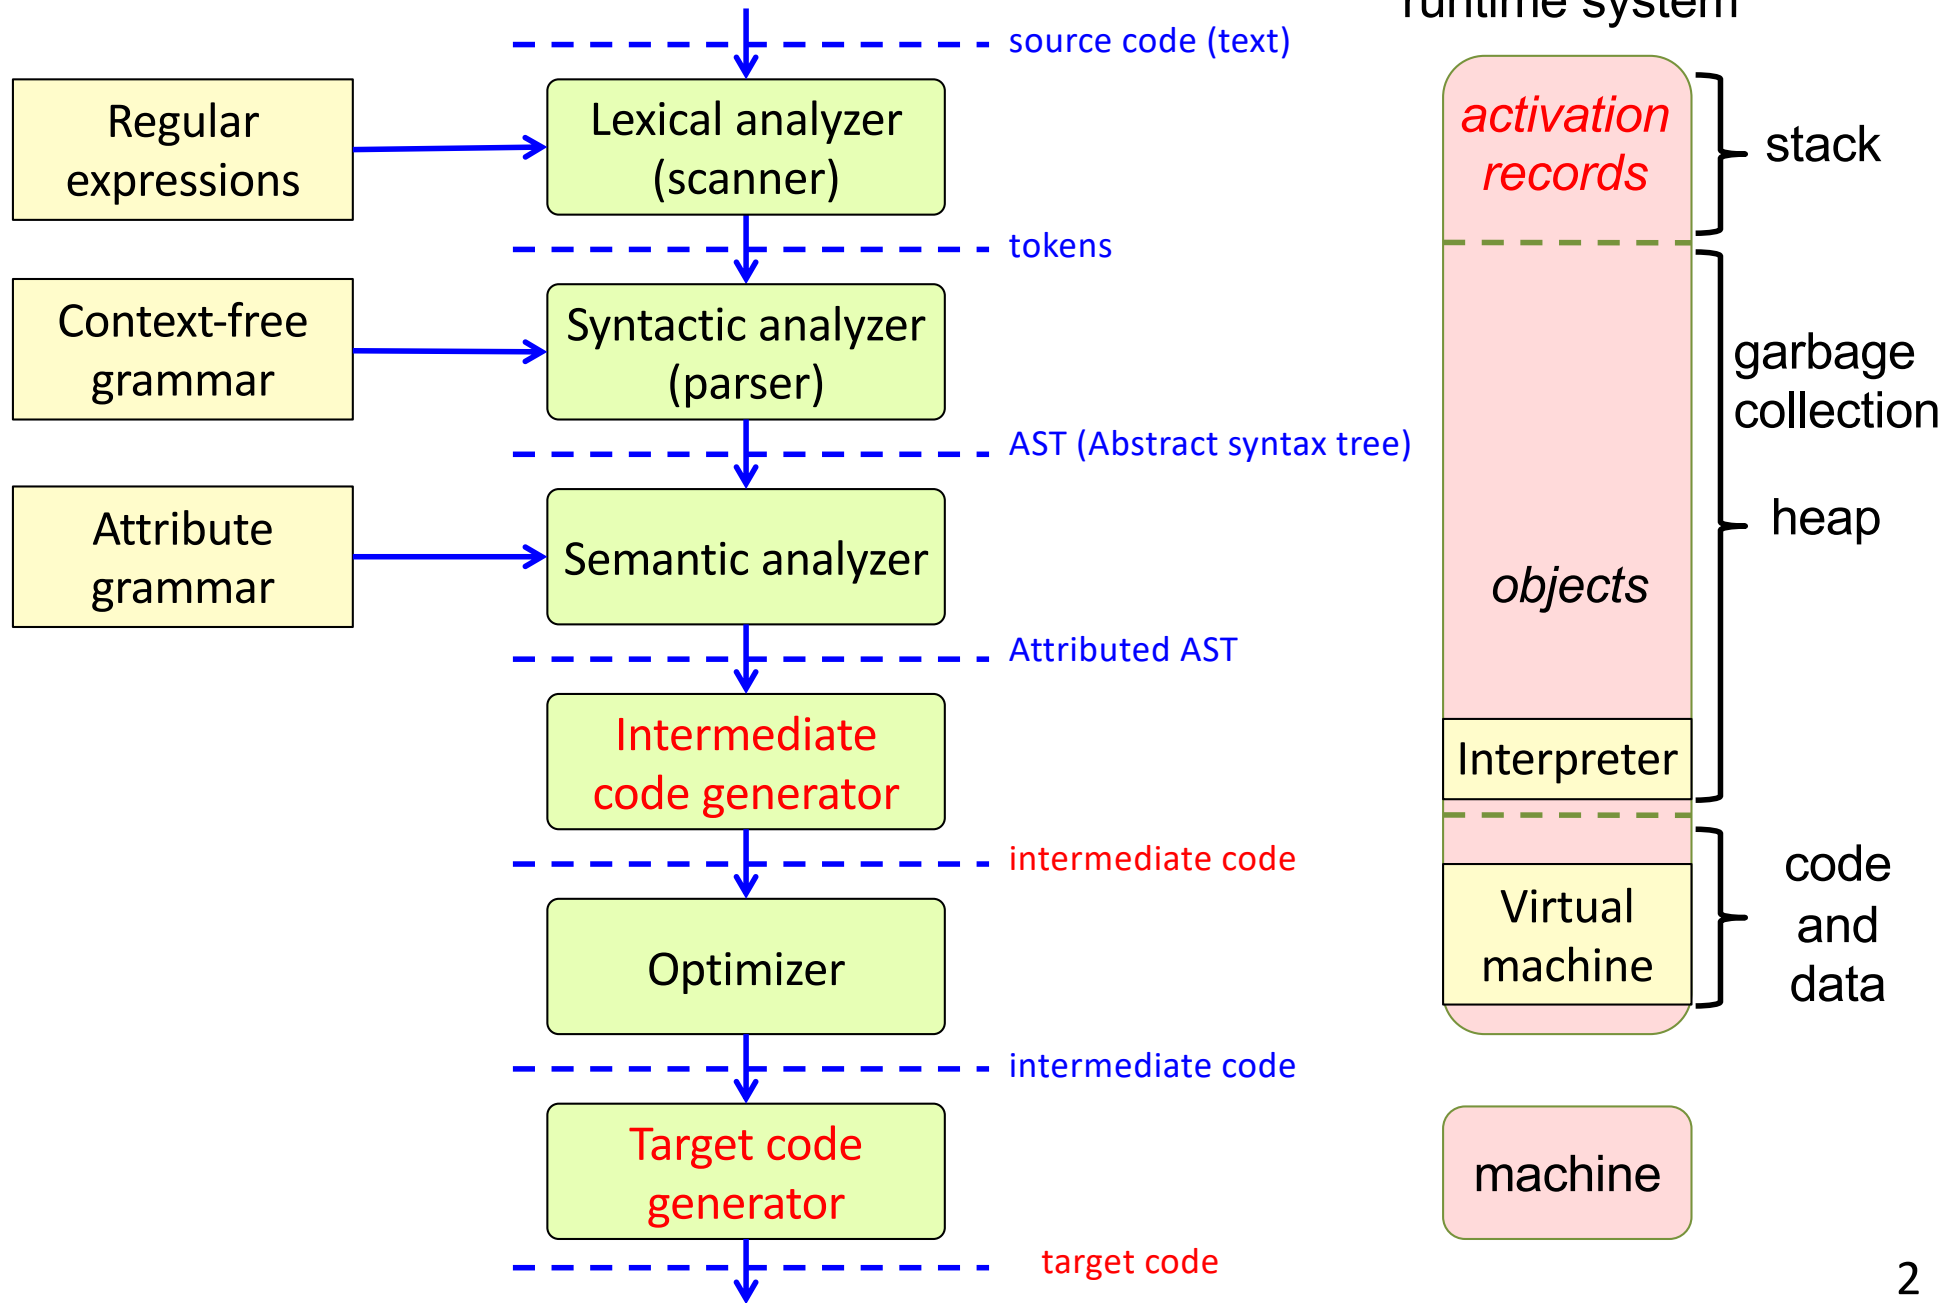 runtime system
source code (text)
Regular
expressions
Lexical analyzer
(scanner)
tokens
Context-free
grammar
Syntactic analyzer
(parser)
AST (Abstract syntax tree)
Attribute
grammar
Semantic analyzer
Attributed AST
Intermediate
code generator
intermediate code
Optimizer
intermediate code
Target code
generator
target code
activation
records
stack
garbage
collection
heap
objects
Interpreter
Virtual
machine
code
and
data
machine
2